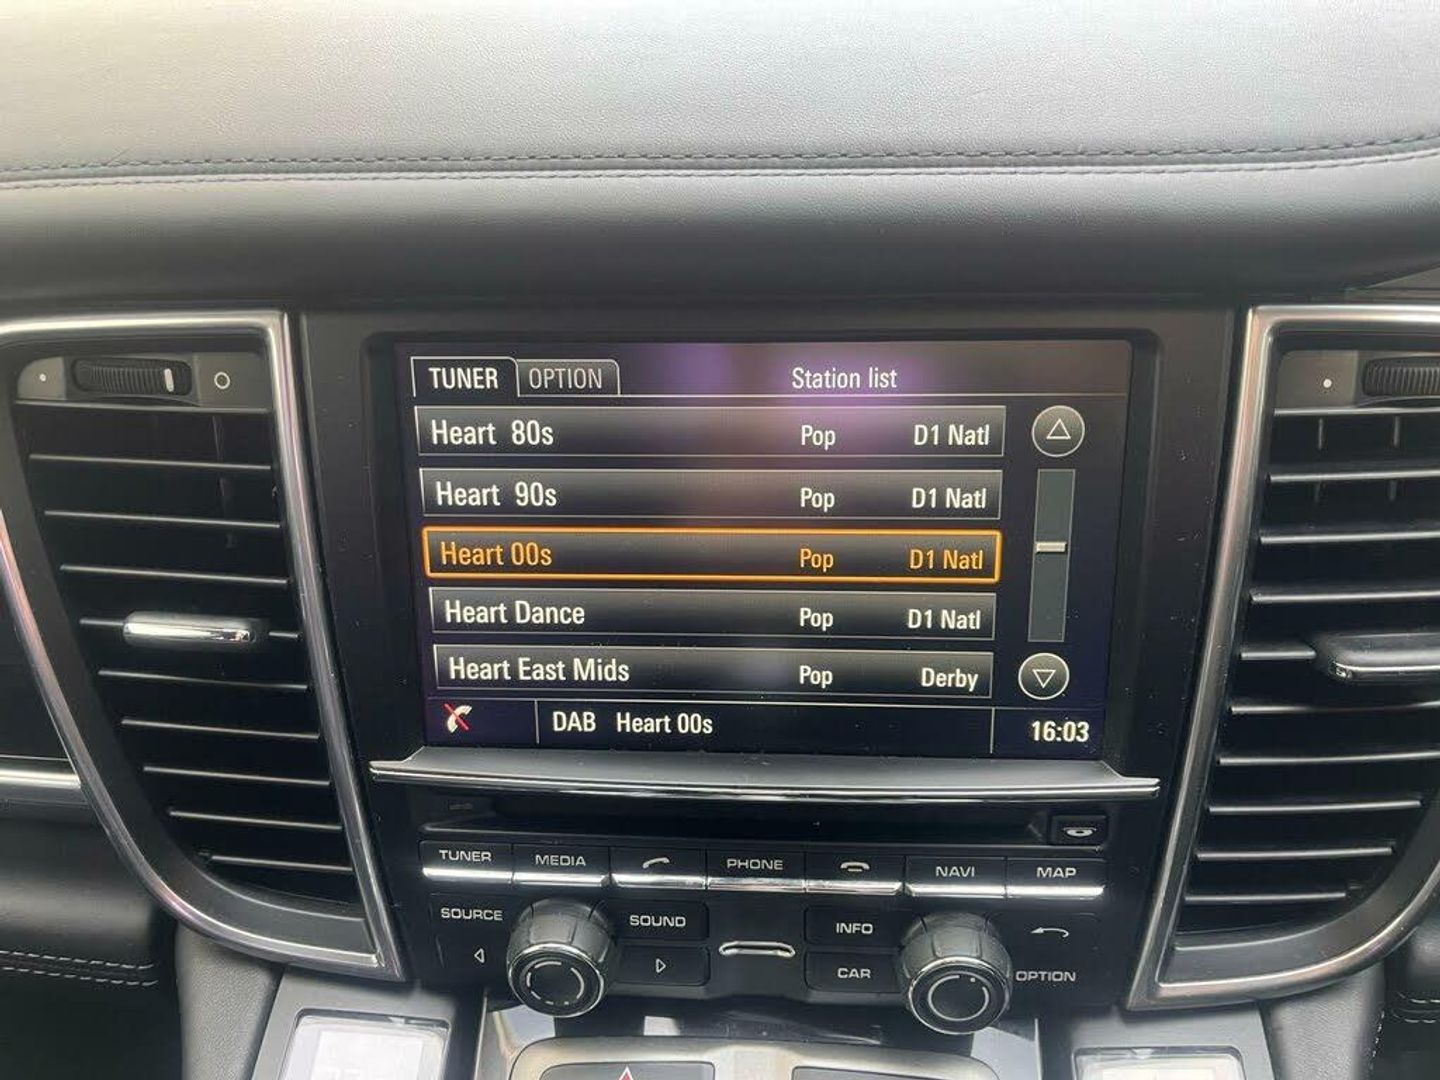 TUNER OPTION Station list
Heart 80s Pop D1 Natl
Heart 90s Pop D1 Natl
Heart 00s Pop D1 Natl
Heart Dance Pop D1 Natl
Heart East Mids Pop Derby
DAB Heart 00s 16:03
TUNER MEDIA PHONE NAVI MAP
SOURCE SOUND INFO
CAR OPTION